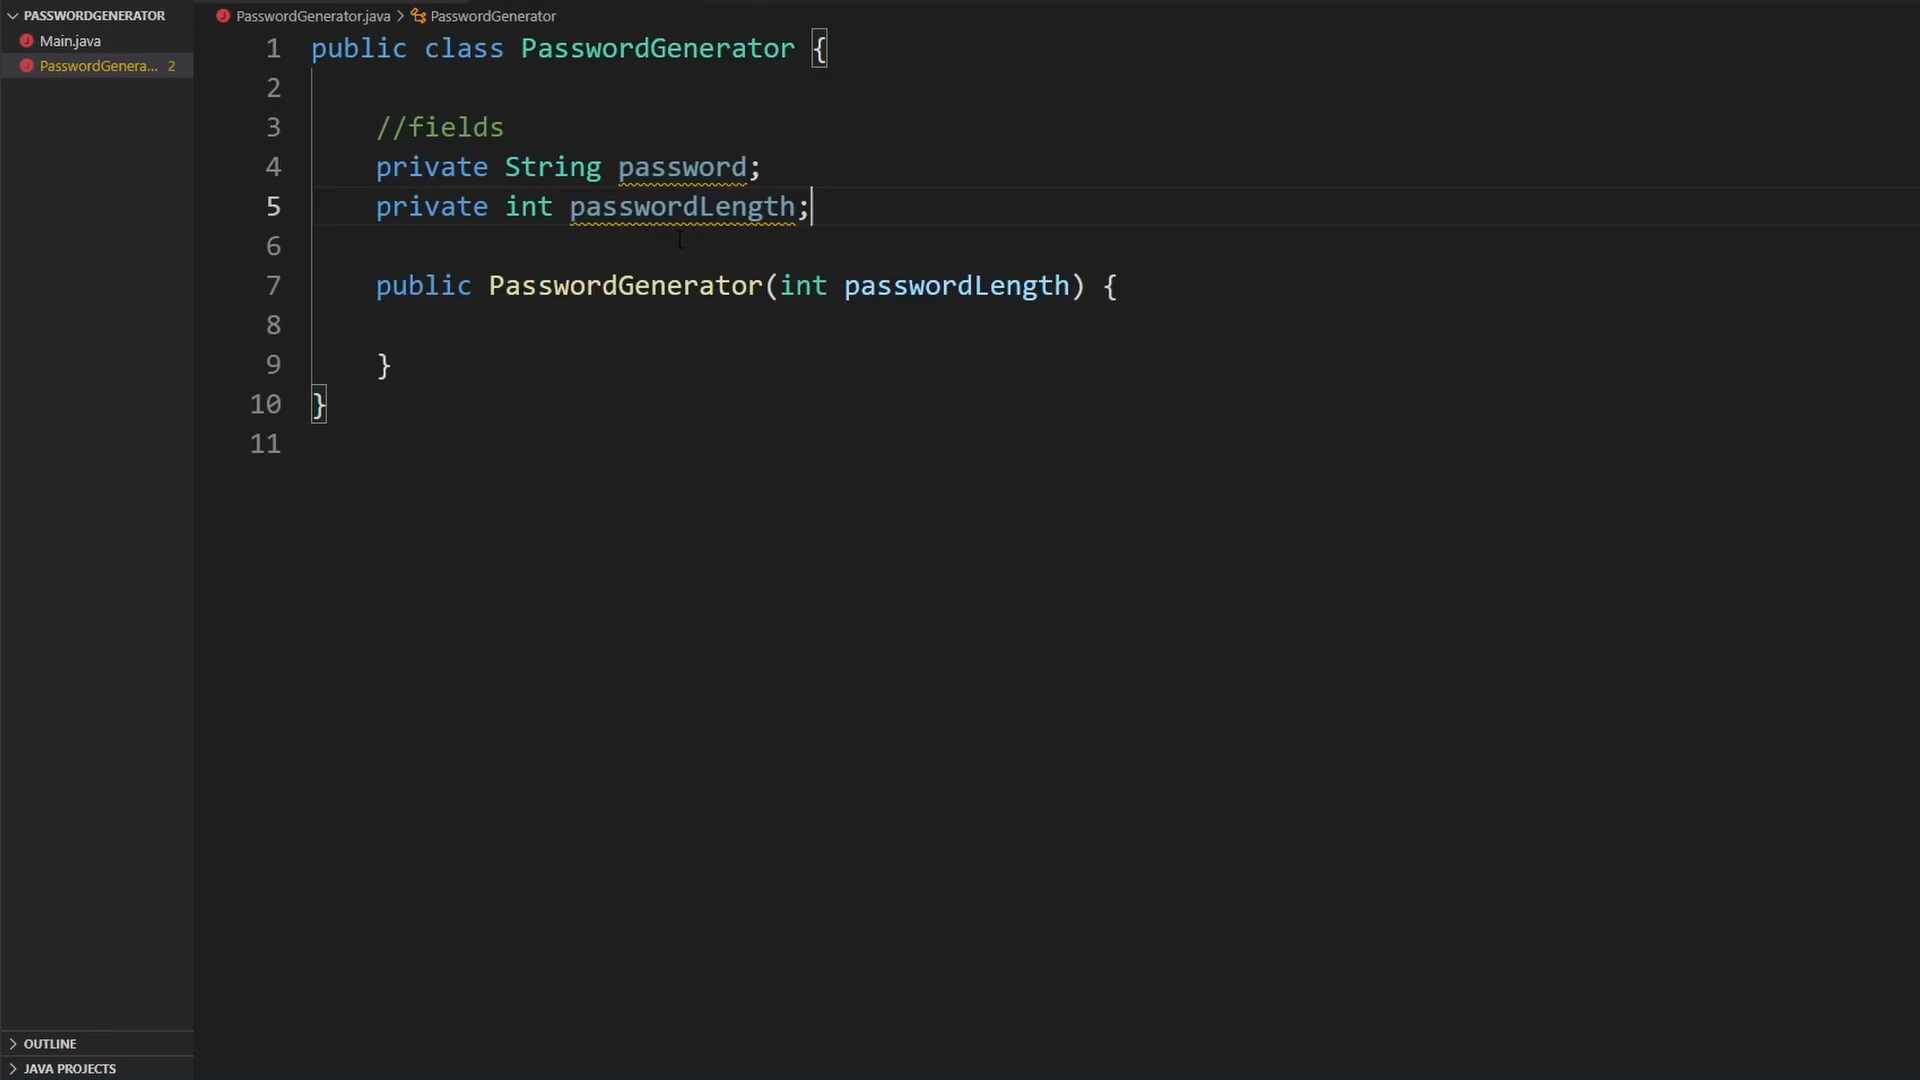 PASSWORDGENERATOR
Main.java
PasswordGenera... 2
PasswordGenerator.java > PasswordGenerator
1 public class PasswordGenerator {
2
3 //fields
4 private String password;
5 private int passwordLength;
6
7 public PasswordGenerator(int passwordLength) {
8
9 }
10 }
11
OUTLINE
JAVA PROJECTS